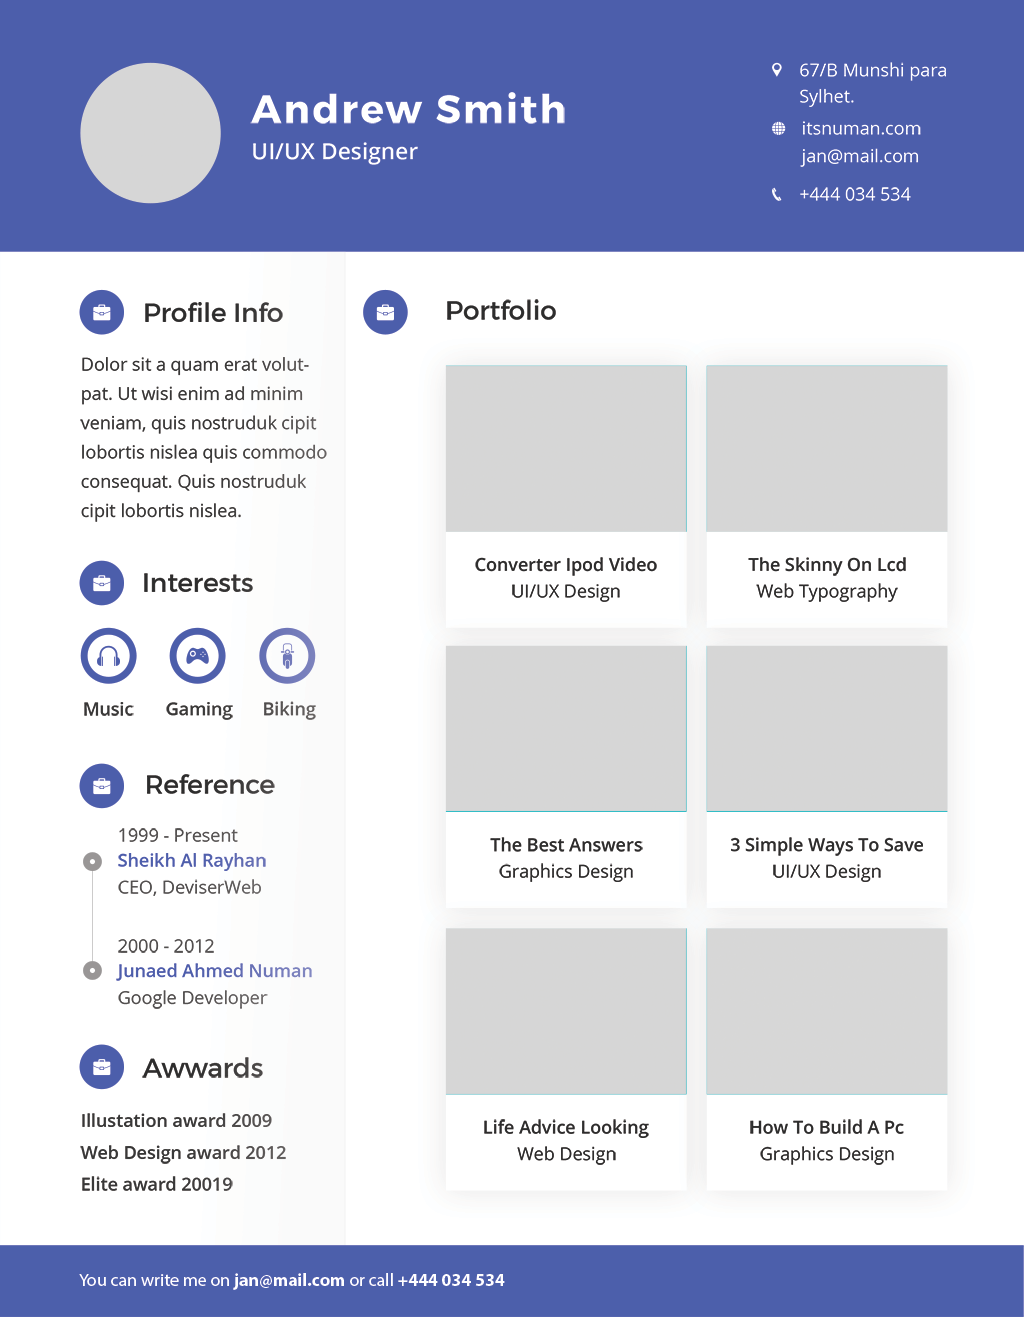 Andrew Smith
UI/UX Designer
67/B Munshi para
Sylhet.
itsnuman.com
jan@mail.com
+444 034 534
Profile Info
Dolor sit a quam erat volut-
pat. Ut wisi enim ad minim
veniam, quis nostruduk cipit
lobortis nislea quis commodo
consequat. Quis nostruduk
cipit lobortis nislea.
Interests
Music
Gaming
Biking
Reference
1999 - Present
Sheikh Al Rayhan
CEO, DeviserWeb
2000 - 2012
Junaed Ahmed Numan
Google Developer
Awwards
Illustation award 2009
Web Design award 2012
Elite award 20019
Portfolio
Converter Ipod Video
UI/UX Design
The Skinny On Lcd
Web Typography
The Best Answers
Graphics Design
3 Simple Ways To Save
UI/UX Design
Life Advice Looking
Web Design
How To Build A Pc
Graphics Design
You can write me on jan@mail.com or call +444 034 534